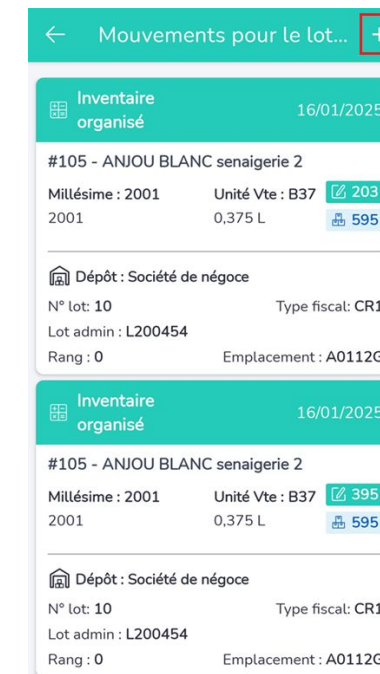 Mouvements pour le lot...
Inventaire
organisé
16/01/2025
#105 - ANJOU BLANC senaigerie 2
Millésime : 2001 Unité Vte : B37 203
2001 0,375 L 595
Dépôt : Société de négoce
N° lot: 10 Type fiscal: CR1
Lot admin : L200454
Rang : 0 Emplacement : A0112G
Inventaire
organisé
16/01/2025
#105 - ANJOU BLANC senaigerie 2
Millésime : 2001 Unité Vte : B37 395
2001 0,375 L 595
Dépôt : Société de négoce
N° lot: 10 Type fiscal: CR1
Lot admin : L200454
Rang : 0 Emplacement : A0112G